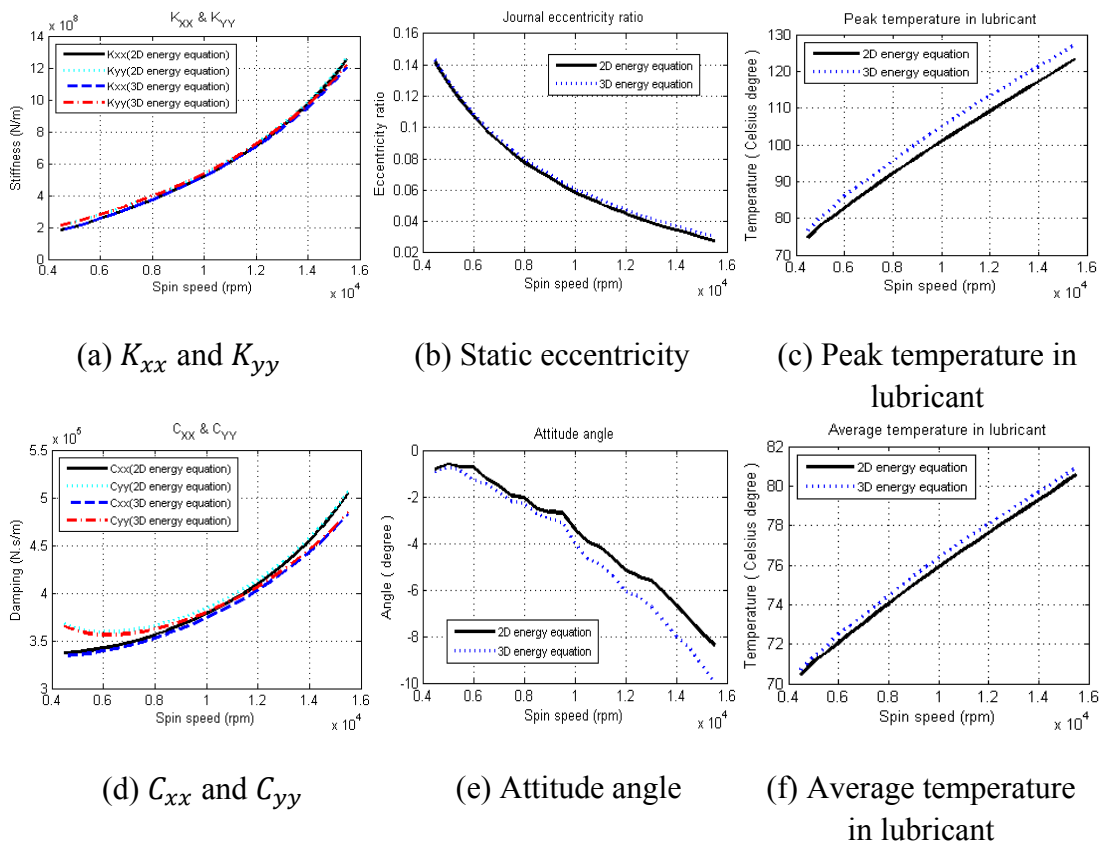 K_XX & K_YY
x 10^8
14
12
10
8
6
4
2
0
Stiffness (N/m)
Kxx(2D energy equation)
Kyy(2D energy equation)
Kxx(3D energy equation)
Kyy(3D energy equation)
0.4 0.6 0.8 1 1.2 1.4 1.6
Spin speed (rpm)
x 10^4
(a) K_xx and K_yy
Journal eccentricity ratio
0.16
0.14
0.12
0.1
0.08
0.06
0.04
0.02
Eccentricity ratio
2D energy equation
3D energy equation
0.4 0.6 0.8 1 1.2 1.4 1.6
Spin speed (rpm)
x 10^4
(b) Static eccentricity
Peak temperature in lubricant
130
120
110
100
90
80
70
Temperature ( Celsius degree )
2D energy equation
3D energy equation
0.4 0.6 0.8 1 1.2 1.4 1.6
Spin speed (rpm)
x 10^4
(c) Peak temperature in
lubricant
C_XX & C_YY
x 10^5
5.5
5
4.5
4
3.5
3
Damping (N.s/m)
Cxx(2D energy equation)
Cyy(2D energy equation)
Cxx(3D energy equation)
Cyy(3D energy equation)
0.4 0.6 0.8 1 1.2 1.4 1.6
Spin speed (rpm)
x 10^4
(d) C_xx and C_yy
Attitude angle
0
-2
-4
-6
-8
-10
Angle ( degree )
2D energy equation
3D energy equation
0.4 0.6 0.8 1 1.2 1.4 1.6
Spin speed (rpm)
x 10^4
(e) Attitude angle
Average temperature in lubricant
82
80
78
76
74
72
70
Temperature ( Celsius degree )
2D energy equation
3D energy equation
0.4 0.6 0.8 1 1.2 1.4 1.6
Spin speed (rpm)
x 10^4
(f) Average temperature
in lubricant